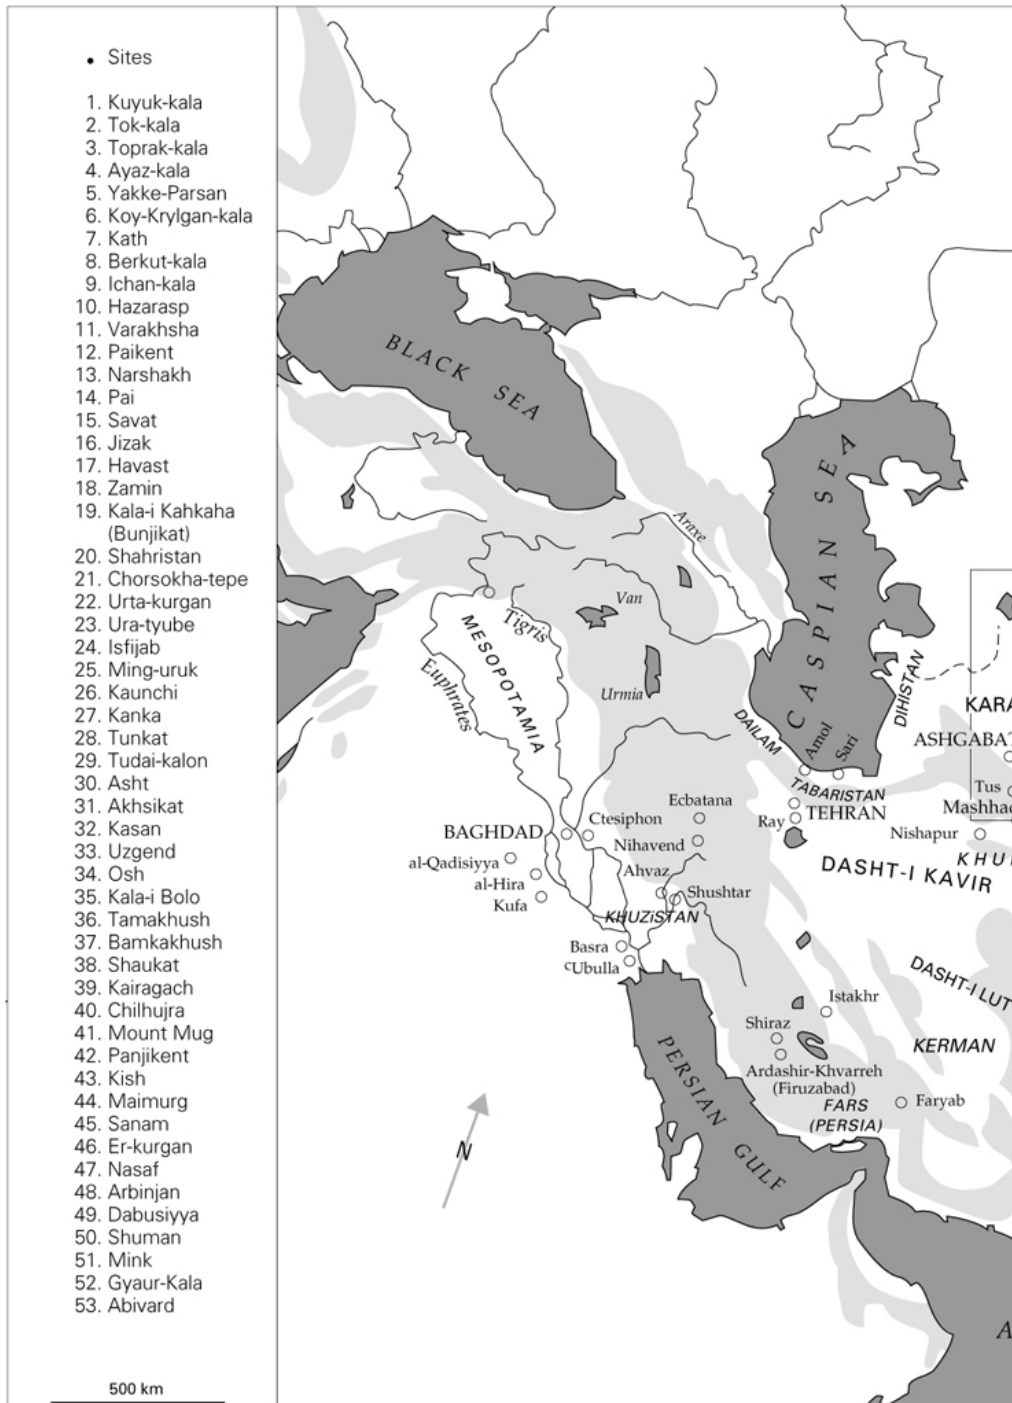 • Sites
1. Kuyuk-kala
2. Tok-kala
3. Toprak-kala
4. Ayaz-kala
5. Yakke-Parsan
6. Koy-Krylgan-kala
7. Kath
8. Berkut-kala
9. Ichan-kala
10. Hazarasp
11. Varakhsha
12. Paikent
13. Narshakh
14. Pai
15. Savat
16. Jizak
17. Havast
18. Zamin
19. Kala-i Kahkaha
(Bunjikat)
20. Shahristan
21. Chorsokha-tepe
22. Urta-kurgan
23. Ura-tyube
24. Isfijab
25. Ming-uruk
26. Kaunchi
27. Kanka
28. Tunkat
29. Tudai-kalon
30. Asht
31. Akhsikat
32. Kasan
33. Uzgend
34. Osh
35. Kala-i Bolo
36. Tamakhush
37. Bamkakhush
38. Shaukat
39. Kairagach
40. Chilhujra
41. Mount Mug
42. Panjikent
43. Kish
44. Maimurg
45. Sanam
46. Er-kurgan
47. Nasaf
48. Arbinjan
49. Dabusiyya
50. Shuman
51. Mink
52. Gyaur-Kala
53. Abivard
500 km
BLACK SEA
CASPIAN SEA
Araxe
Van
Tigris
MESOPOTAMIA
Euphrates
Urmia
DAILAM
Amol
Sari
DIHISTAN
KARA
ASHGABAT
TABARISTAN
Tus
Mashhad
Ecbatana
Ctesiphon
BAGHDAD
Ray
TEHRAN
Nishapur
Nihavend
al-Qadisiyya
Ahvaz
DASHT-I KAVIR
KHU
al-Hira
Kufa
Shushtar
KHUZiSTAN
Basra
ᶜUbulla
DASHT-I LUT
Istakhr
Shiraz
KERMAN
Ardashir-Khvarreh
(Firuzabad)
FARS
(PERSIA)
Faryab
PERSIAN GULF
N
A